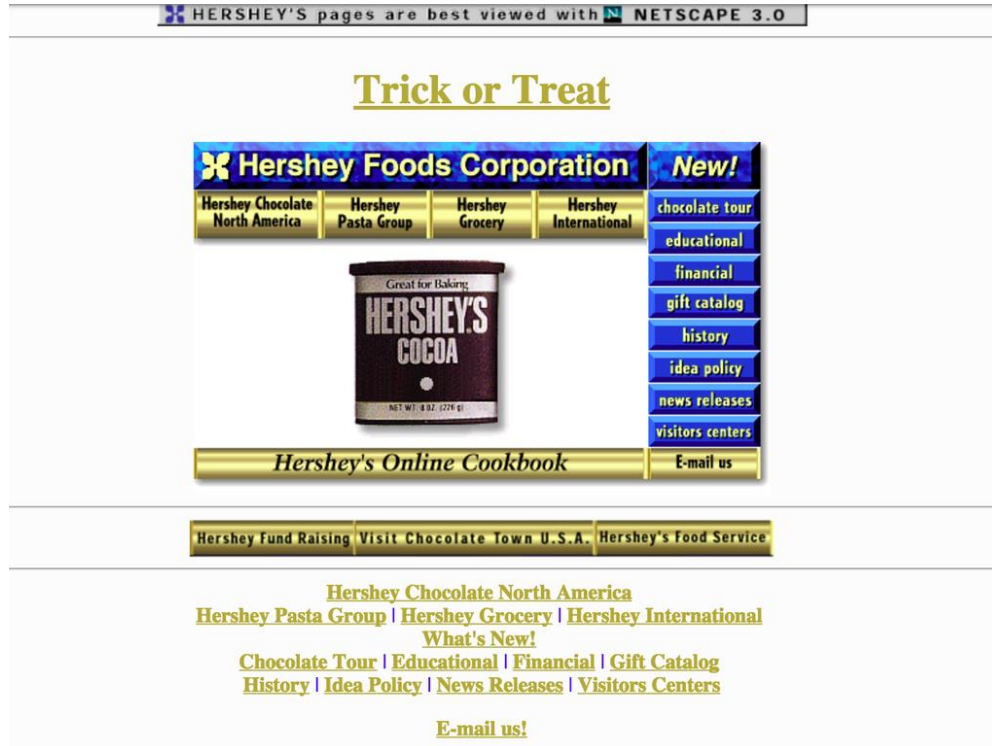 HERSHEY'S pages are best viewed with N NETSCAPE 3.0
Trick or Treat
Hershey Foods Corporation
New!
Hershey Chocolate
North America
Hershey
Pasta Group
Hershey
Grocery
Hershey
International
chocolate tour
educational
financial
gift catalog
history
idea policy
news releases
visitors centers
Great for Baking
HERSHEY'S
COCOA
NET WT. 8 OZ. (226 g)
Hershey's Online Cookbook
E-mail us
Hershey Fund Raising
Visit Chocolate Town U.S.A.
Hershey's Food Service
Hershey Chocolate North America
Hershey Pasta Group | Hershey Grocery | Hershey International
What's New!
Chocolate Tour | Educational | Financial | Gift Catalog
History | Idea Policy | News Releases | Visitors Centers
E-mail us!